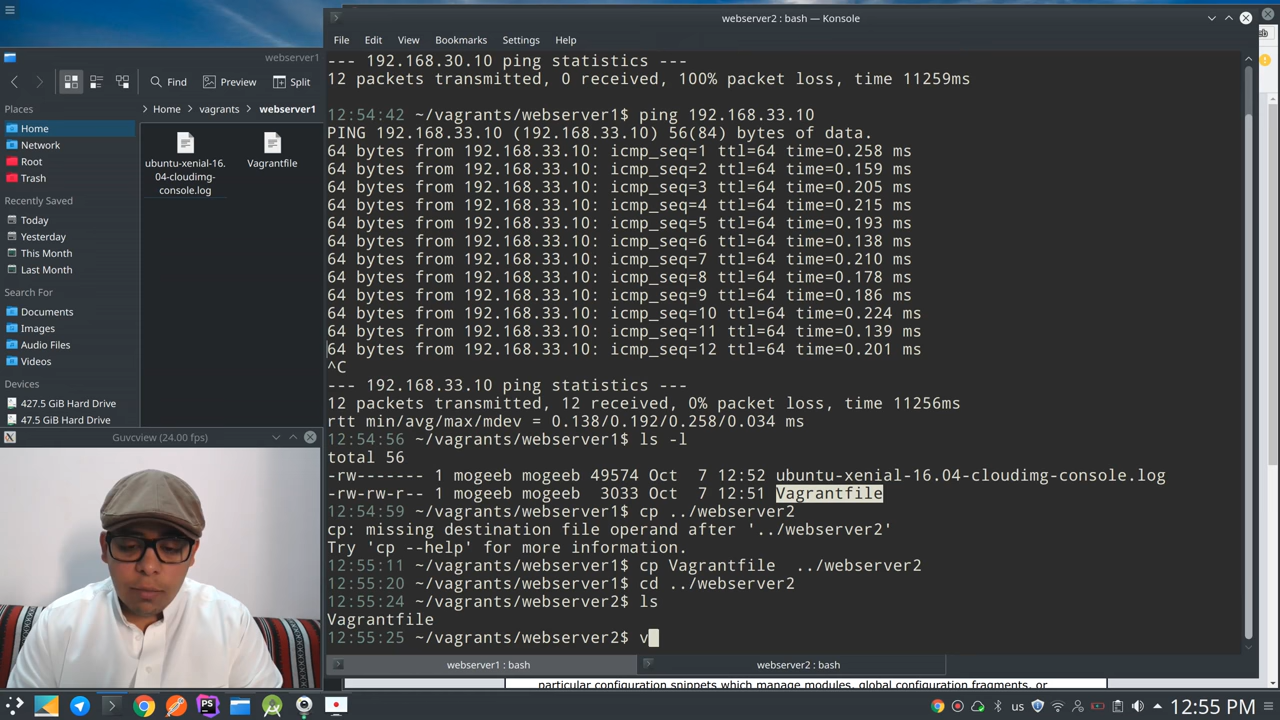 webserver2 : bash — Konsole
File Edit View Bookmarks Settings Help
webserver1
Find Preview Split
Home vagrants webserver1
Places
Home
Network
Root
Trash
Recently Saved
Today
Yesterday
This Month
Last Month
Search For
Documents
Images
Audio Files
Videos
Devices
427.5 GiB Hard Drive
47.5 GiB Hard Drive
ubuntu-xenial-16.
04-cloudimg-
console.log
Vagrantfile
--- 192.168.30.10 ping statistics ---
12 packets transmitted, 0 received, 100% packet loss, time 11259ms
12:54:42 ~/vagrants/webserver1$ ping 192.168.33.10
PING 192.168.33.10 (192.168.33.10) 56(84) bytes of data.
64 bytes from 192.168.33.10: icmp_seq=1 ttl=64 time=0.258 ms
64 bytes from 192.168.33.10: icmp_seq=2 ttl=64 time=0.159 ms
64 bytes from 192.168.33.10: icmp_seq=3 ttl=64 time=0.205 ms
64 bytes from 192.168.33.10: icmp_seq=4 ttl=64 time=0.215 ms
64 bytes from 192.168.33.10: icmp_seq=5 ttl=64 time=0.193 ms
64 bytes from 192.168.33.10: icmp_seq=6 ttl=64 time=0.138 ms
64 bytes from 192.168.33.10: icmp_seq=7 ttl=64 time=0.210 ms
64 bytes from 192.168.33.10: icmp_seq=8 ttl=64 time=0.178 ms
64 bytes from 192.168.33.10: icmp_seq=9 ttl=64 time=0.186 ms
64 bytes from 192.168.33.10: icmp_seq=10 ttl=64 time=0.224 ms
64 bytes from 192.168.33.10: icmp_seq=11 ttl=64 time=0.139 ms
64 bytes from 192.168.33.10: icmp_seq=12 ttl=64 time=0.201 ms
^C
--- 192.168.33.10 ping statistics ---
12 packets transmitted, 12 received, 0% packet loss, time 11256ms
rtt min/avg/max/mdev = 0.138/0.192/0.258/0.034 ms
12:54:56 ~/vagrants/webserver1$ ls -l
total 56
-rw------- 1 mogeeb mogeeb 49574 Oct  7 12:52 ubuntu-xenial-16.04-cloudimg-console.log
-rw-rw-r-- 1 mogeeb mogeeb  3033 Oct  7 12:51 Vagrantfile
12:54:59 ~/vagrants/webserver1$ cp ../webserver2
cp: missing destination file operand after '../webserver2'
Try 'cp --help' for more information.
12:55:11 ~/vagrants/webserver1$ cp Vagrantfile  ../webserver2
12:55:20 ~/vagrants/webserver1$ cd ../webserver2
12:55:24 ~/vagrants/webserver2$ ls
Vagrantfile
12:55:25 ~/vagrants/webserver2$ v
webserver1 : bash
webserver2 : bash
Guvcview (24.00 fps)
particular configuration snippets which manage modules, global configuration fragments, or
PS
us
12:55 PM